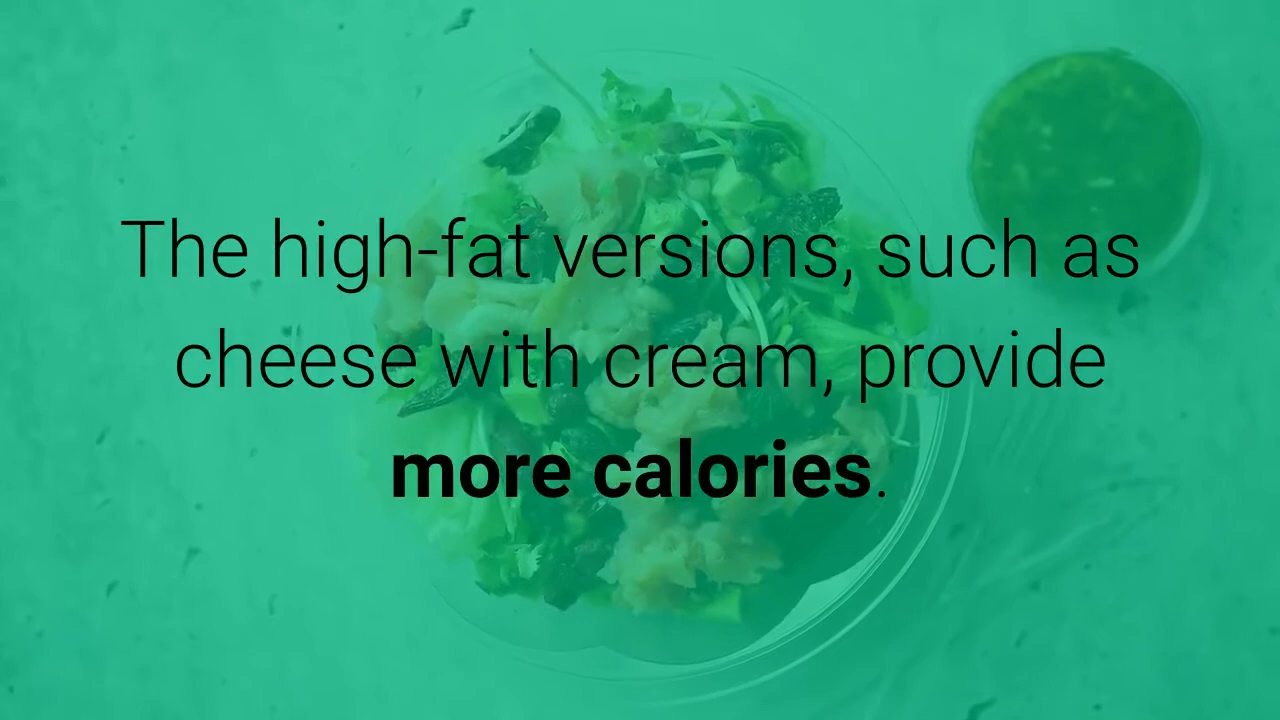 The high-fat versions, such as
cheese with cream, provide
more calories.